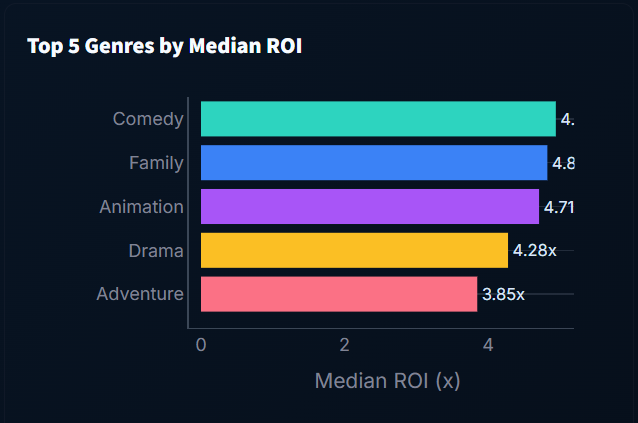 Top 5 Genres by Median ROI
Comedy 4.
Family 4.8
Animation 4.71
Drama 4.28x
Adventure 3.85x
0 2 4
Median ROI (x)